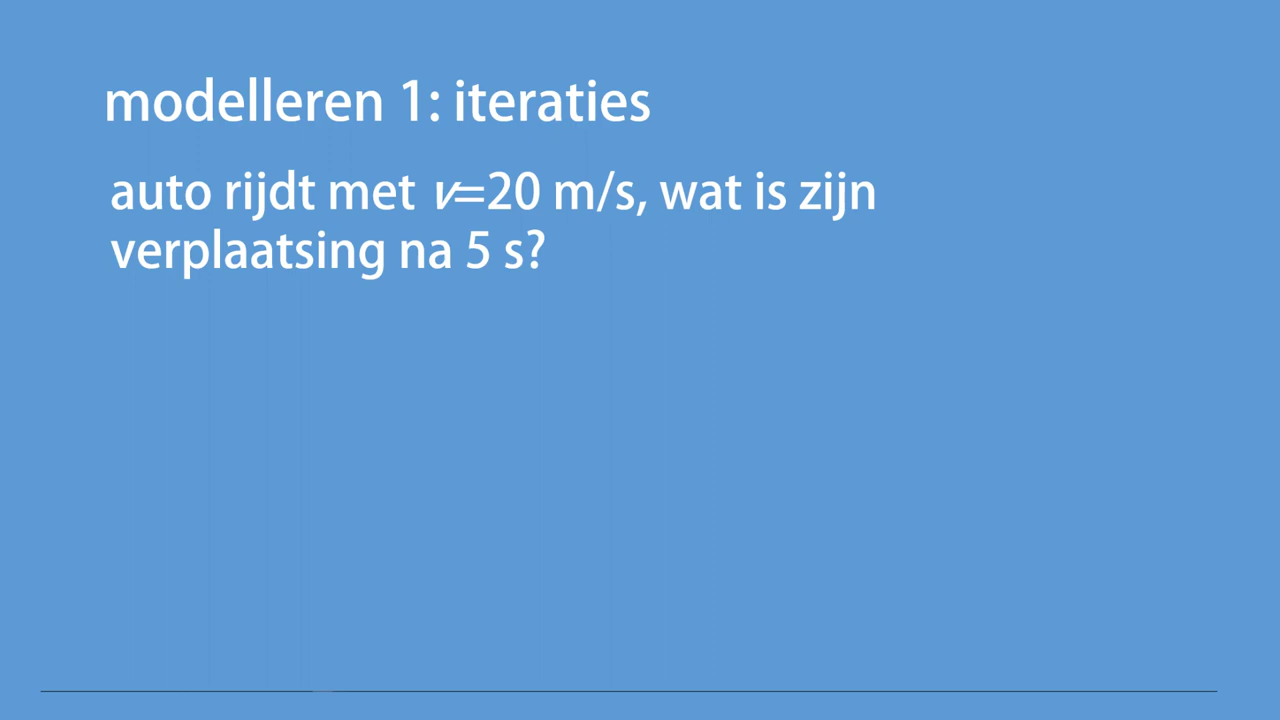 modelleren 1: iteraties
auto rijdt met v=20 m/s, wat is zijn
verplaatsing na 5 s?